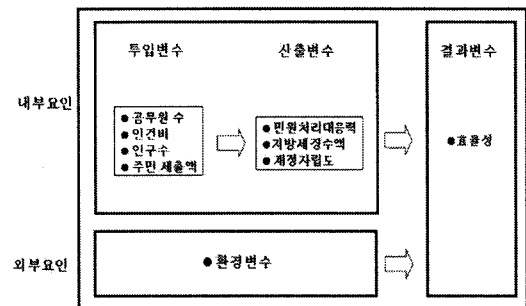 투입변수 산출변수 결과변수
내부요인
● 공무원 수
● 인건비
● 인구수
● 주민 세출액
● 민원처리대응력
● 지방세징수액
● 재정자립도
● 효율성
외부요인
● 환경변수